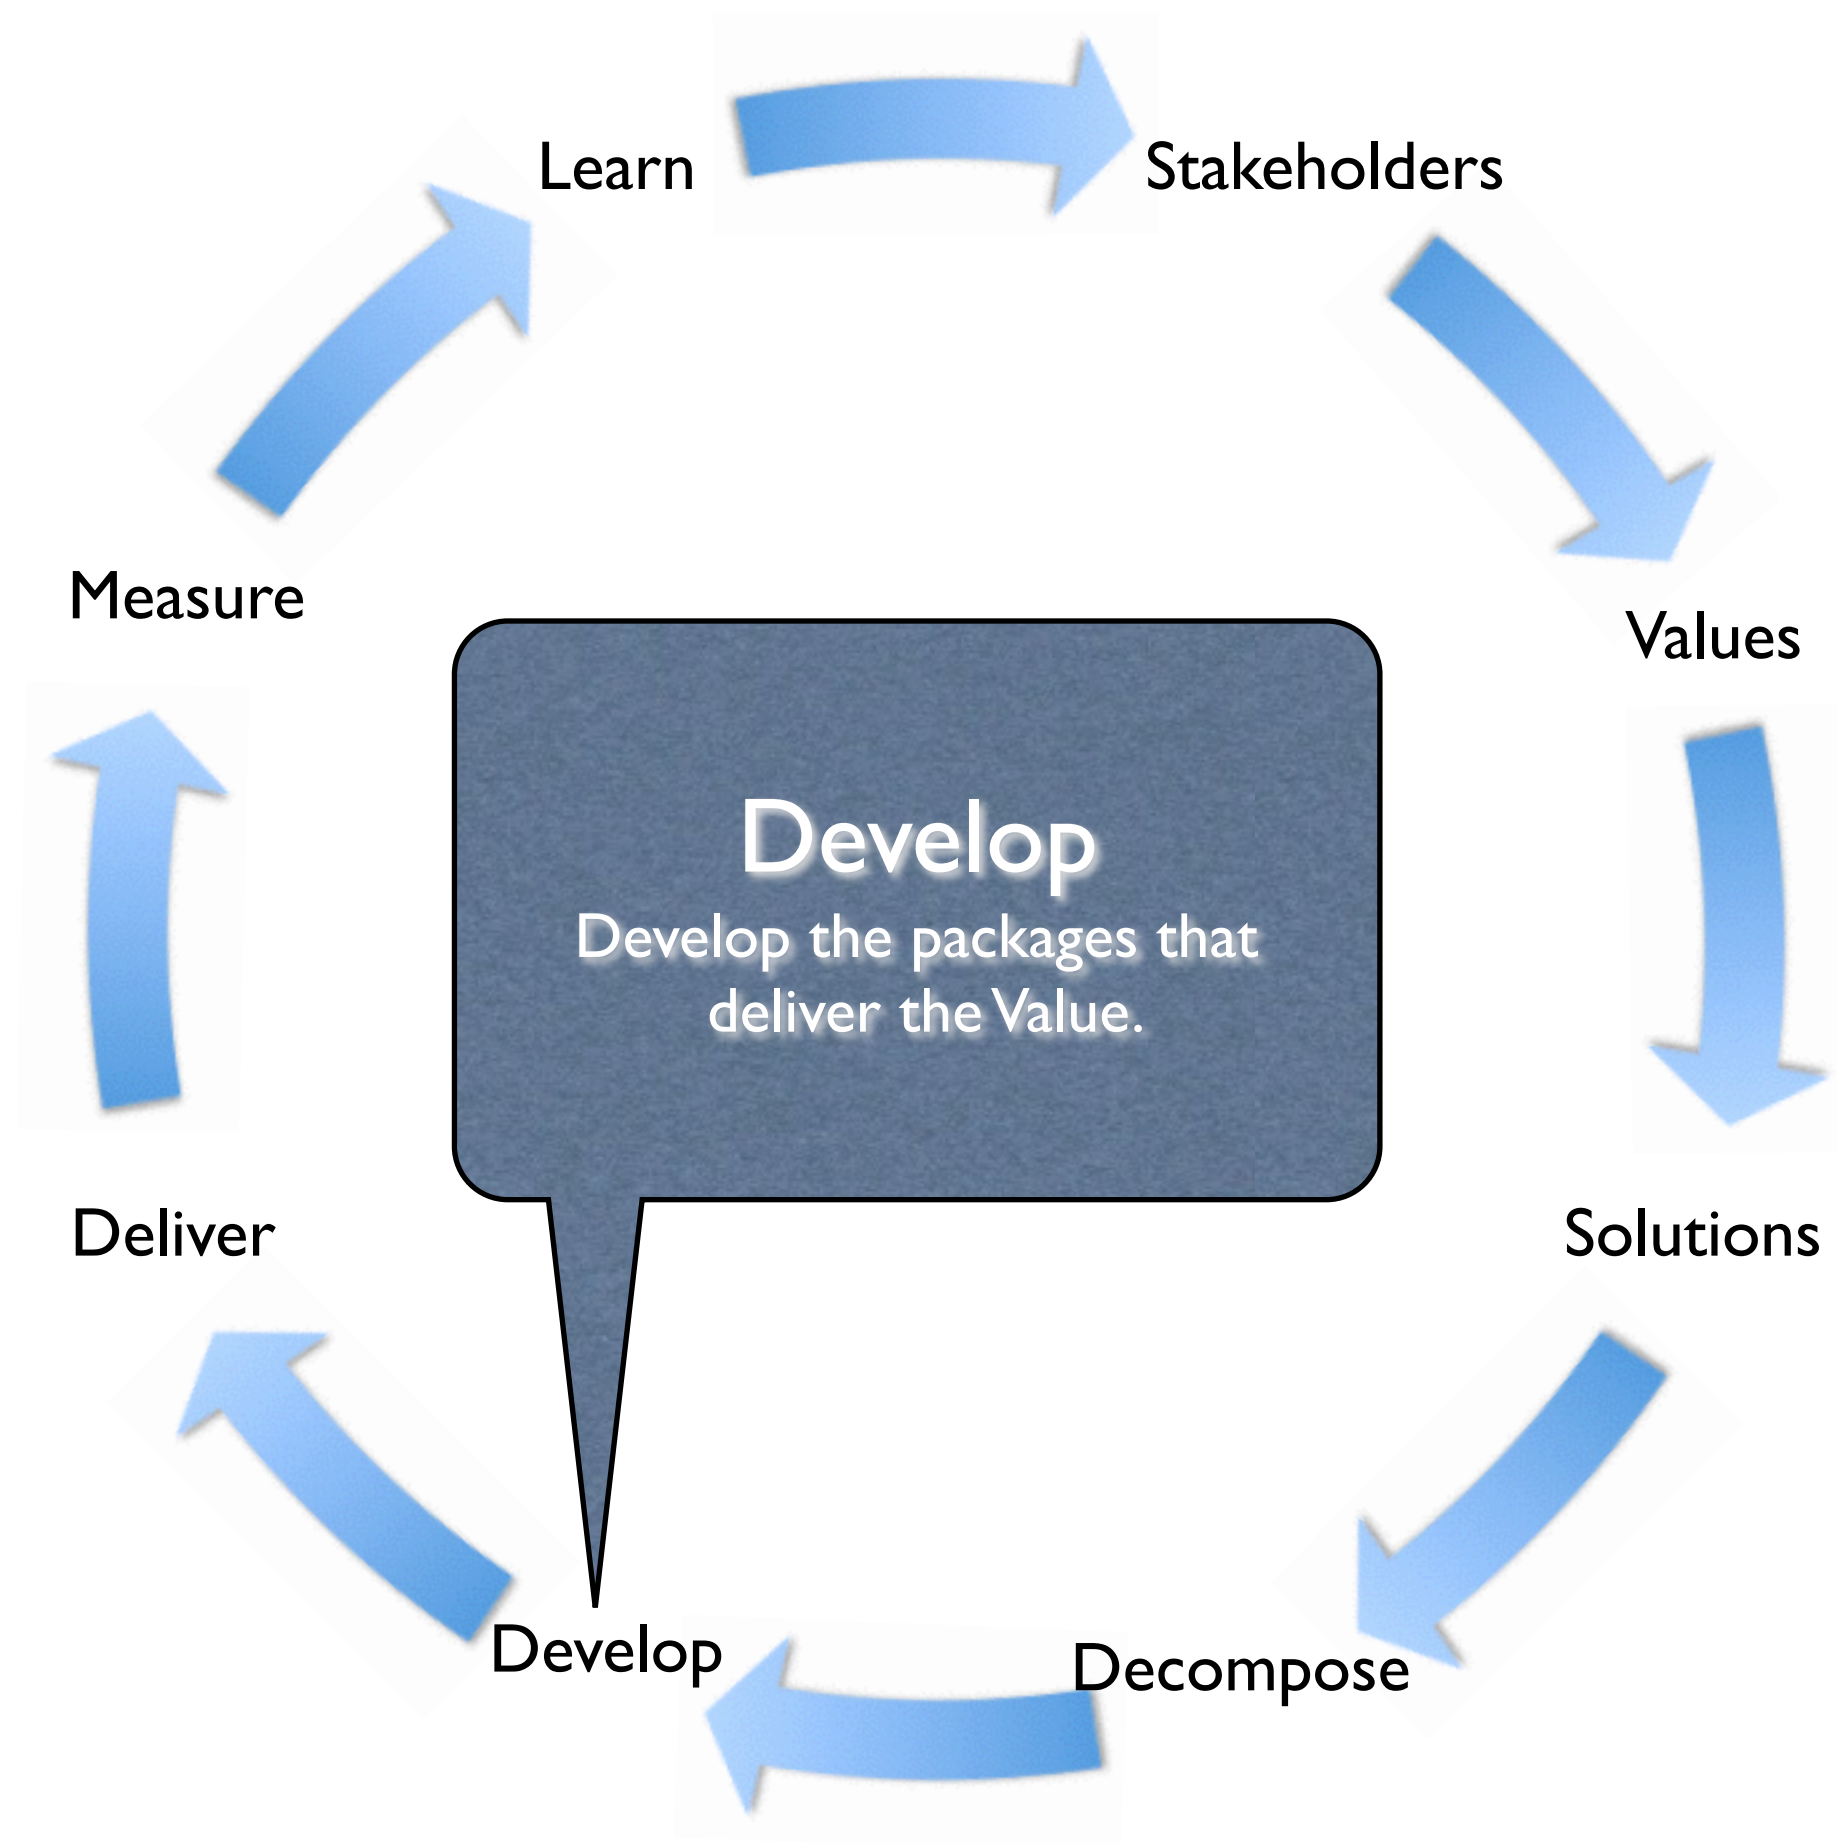 Learn
Stakeholders
Measure
Values
Develop
Develop the packages that
deliver the Value.
Deliver
Solutions
Develop
Decompose